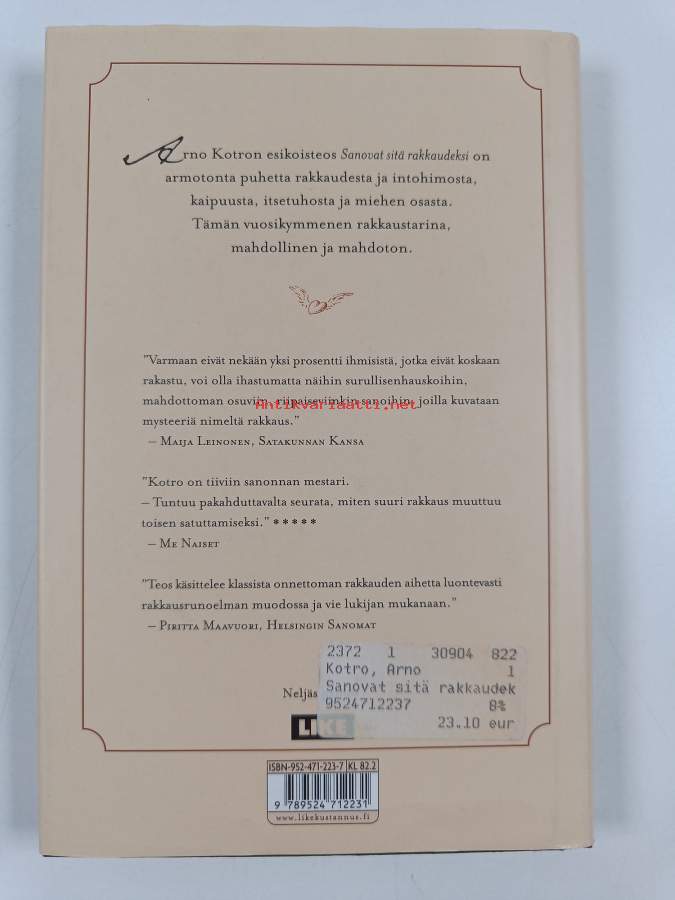 Arno Kotron esikoisteos Sanovat sitä rakkaudeksi on
armotonta puhetta rakkaudesta ja intohimosta,
kaipuusta, itsetuhosta ja miehen osasta.
Tämän vuosikymmenen rakkaustarina,
mahdollinen ja mahdoton.
"Varmaan eivät nekään yksi prosentti ihmisistä, jotka eivät koskaan
rakastu, voi olla ihastumatta näihin surullisenhauskoihin,
mahdottoman osuviin, riipaiseviinkin sanoihin, joilla kuvataan
Antikvariaatti.net
mysteeriä nimeltä rakkaus."
– Maija Leinonen, Satakunnan Kansa
"Kotro on tiiviin sanonnan mestari.
– Tuntuu pakahduttavalta seurata, miten suuri rakkaus muuttuu
toisen satuttamiseksi." * * * * *
– Me Naiset
"Teos käsittelee klassista onnettoman rakkauden aihetta luontevasti
rakkausrunoelman muodossa ja vie lukijan mukanaan."
– Piritta Maavuori, Helsingin Sanomat
2372 1 30904 822
Kotro, Arno 1
Sanovat sitä rakkaudek
9524712237 8%
23.10 eur
Neljäs
LIKE
ISBN-952-471-223-7 KL 82.2
9 789524 712231
www.likekustannus.fi